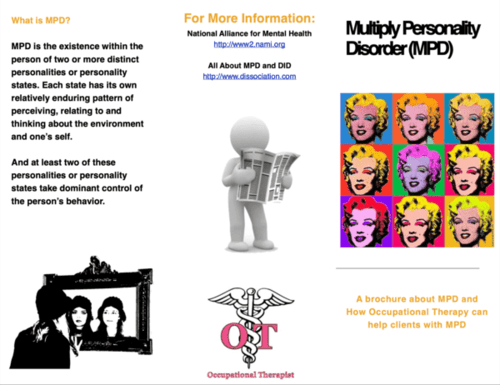 What is MPD?
MPD is the existence within the
person of two or more distinct
personalities or personality
states. Each state has its own
relatively enduring pattern of
perceiving, relating to and
thinking about the environment
and one's self.
And at least two of these
personalities or personality
states take dominant control of
the person's behavior.
For More Information:
National Alliance for Mental Health
http://www2.nami.org
All About MPD and DID
http://www.dissociation.com
OT
Occupational Therapist
Multiply Personality
Disorder (MPD)
A brochure about MPD and
How Occupational Therapy can
help clients with MPD